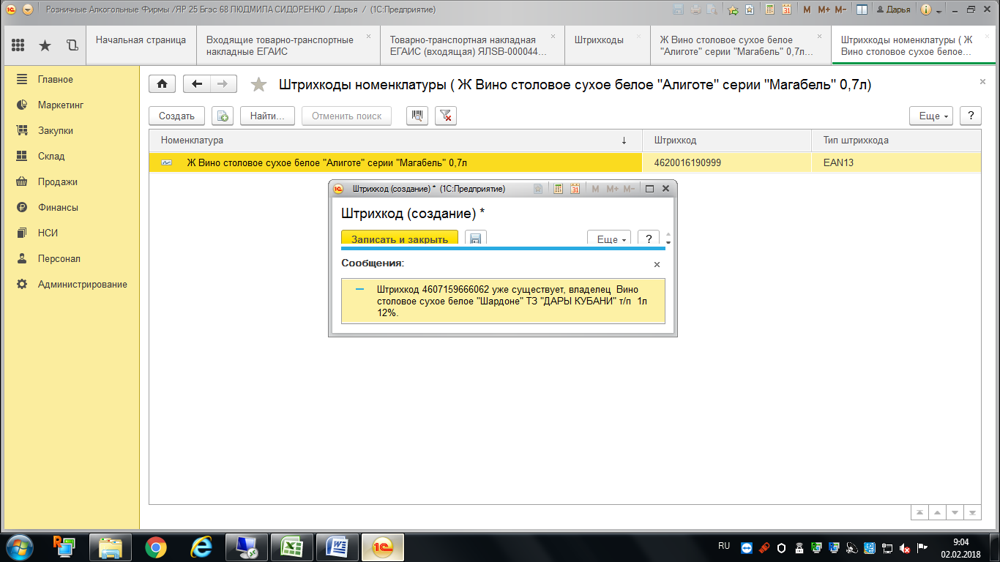 Розничные Алкогольные Фирмы /ЯР 25 Бгэс 68 ЛЮДМИЛА СИДОРЕНКО / Дарья / (1С:Предприятие)
M M+ M− Дарья
Начальная страница
Входящие товарно-транспортные
накладные ЕГАИС
Товарно-транспортная накладная
ЕГАИС (входящая) ЯЛSB-000044...
Штрихкоды
Ж Вино столовое сухое белое
"Алиготе" серии "Магабель" 0,7л...
Штрихкоды номенклатуры ( Ж
Вино столовое сухое белое...
Главное
Маркетинг
Закупки
Склад
Продажи
Финансы
НСИ
Персонал
Администрирование
Штрихкоды номенклатуры ( Ж Вино столовое сухое белое "Алиготе" серии "Магабель" 0,7л)
Создать Найти... Отменить поиск Еще ?
Номенклатура Штрихкод Тип штрихкода
Ж Вино столовое сухое белое "Алиготе" серии "Магабель" 0,7л 4620016190999 EAN13
Штрихкод (создание) * (1С:Предприятие) 31 M M+ M−
Штрихкод (создание) *
Записать и закрыть Еще ?
Сообщения:
Штрихкод 4607159666062 уже существует, владелец Вино
столовое сухое белое "Шардоне" ТЗ "ДАРЫ КУБАНИ" т/п 1л
12%.
RU 9:04
02.02.2018